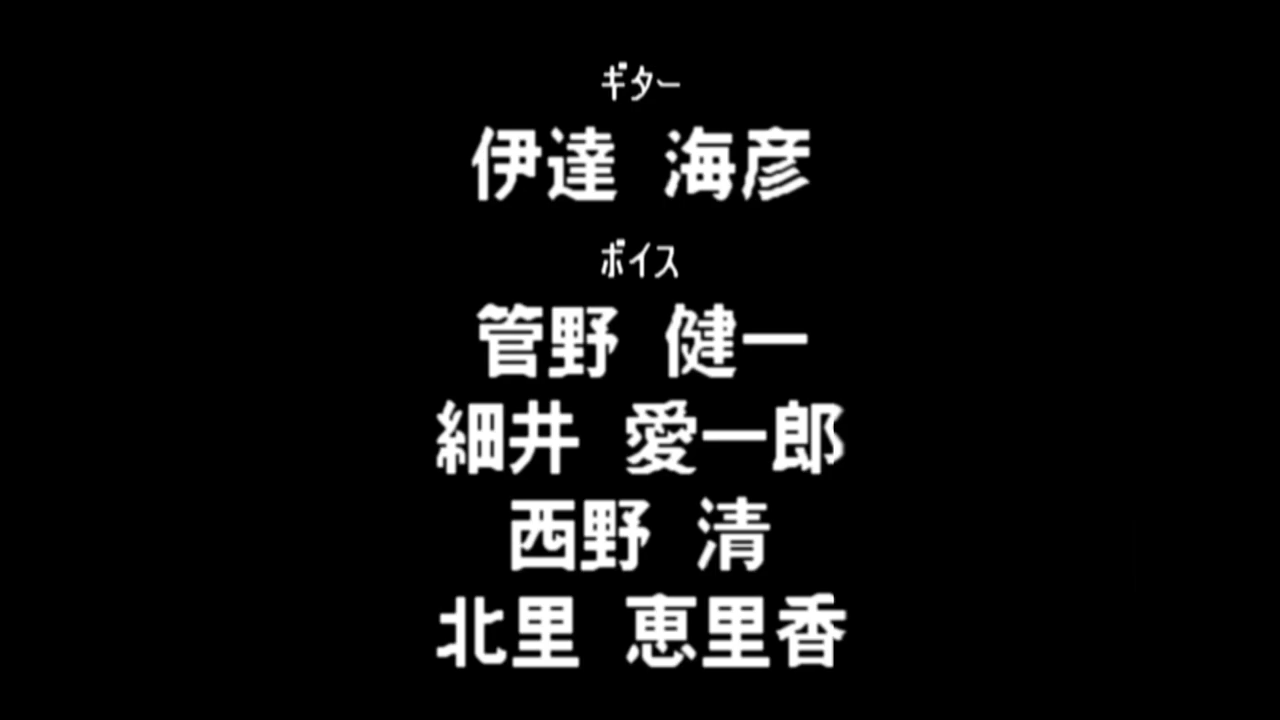 ギター
伊達 海彦
ボイス
管野 健一
細井 愛一郎
西野 清
北里 恵里香